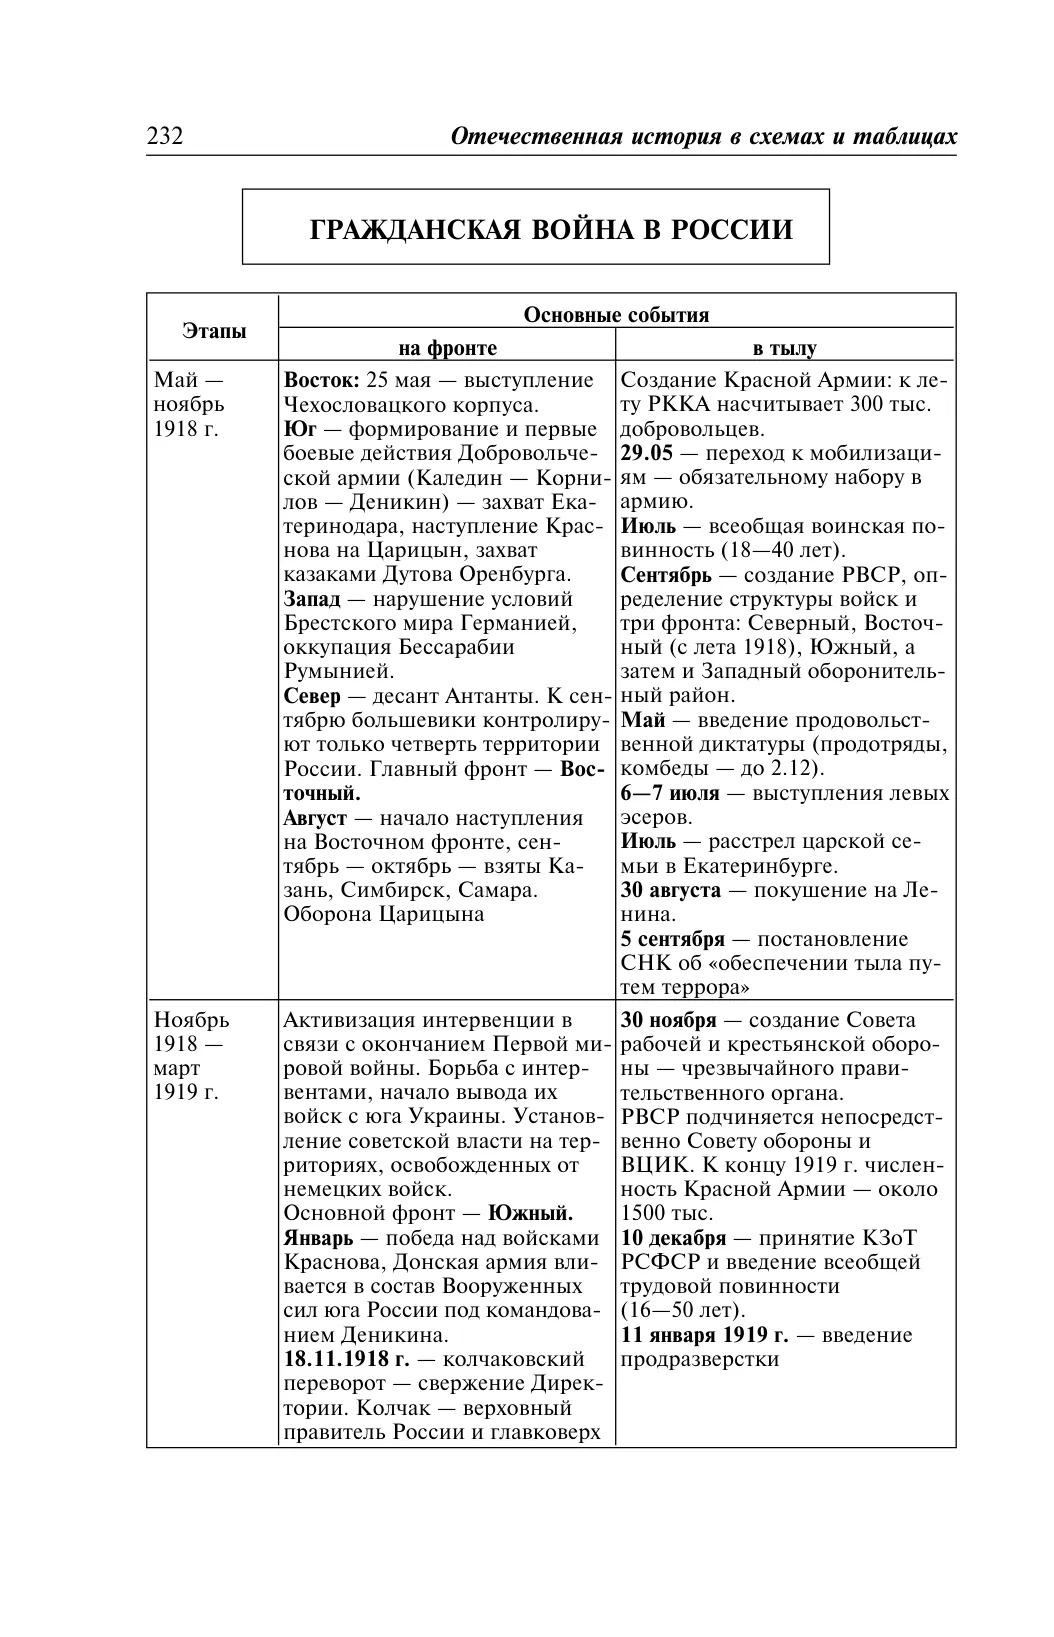 232
Отечественная история в схемах и таблицах
ГРАЖДАНСКАЯ ВОЙНА В РОССИИ
Этапы
Основные события
на фронте
в тылу
Май —
ноябрь
1918 г.
Восток: 25 мая — выступление
Чехословацкого корпуса.
Юг — формирование и первые
боевые действия Добровольче-
ской армии (Каледин — Корни-
лов — Деникин) — захват Ека-
теринодара, наступление Крас-
нова на Царицын, захват
казаками Дутова Оренбурга.
Запад — нарушение условий
Брестского мира Германией,
оккупация Бессарабии
Румынией.
Север — десант Антанты. К сен-
тябрю большевики контролиру-
ют только четверть территории
России. Главный фронт — Вос-
точный.
Август — начало наступления
на Восточном фронте, сен-
тябрь — октябрь — взяты Ка-
зань, Симбирск, Самара.
Оборона Царицына
Создание Красной Армии: к ле-
ту РККА насчитывает 300 тыс.
добровольцев.
29.05 — переход к мобилизаци-
ям — обязательному набору в
армию.
Июль — всеобщая воинская по-
винность (18—40 лет).
Сентябрь — создание РВСР, оп-
ределение структуры войск и
три фронта: Северный, Восточ-
ный (с лета 1918), Южный, а
затем и Западный оборонитель-
ный район.
Май — введение продовольст-
венной диктатуры (продотряды,
комбеды — до 2.12).
6—7 июля — выступления левых
эсеров.
Июль — расстрел царской се-
мьи в Екатеринбурге.
30 августа — покушение на Ле-
нина.
5 сентября — постановление
СНК об «обеспечении тыла пу-
тем террора»
Ноябрь
1918 —
март
1919 г.
Активизация интервенции в
связи с окончанием Первой ми-
ровой войны. Борьба с интер-
вентами, начало вывода их
войск с юга Украины. Установ-
ление советской власти на тер-
риториях, освобожденных от
немецких войск.
Основной фронт — Южный.
Январь — победа над войсками
Краснова, Донская армия вли-
вается в состав Вооруженных
сил юга России под командова-
нием Деникина.
18.11.1918 г. — колчаковский
переворот — свержение Дирек-
тории. Колчак — верховный
правитель России и главковерх
30 ноября — создание Совета
рабочей и крестьянской оборо-
ны — чрезвычайного прави-
тельственного органа.
РВСР подчиняется непосредст-
венно Совету обороны и
ВЦИК. К концу 1919 г. числен-
ность Красной Армии — около
1500 тыс.
10 декабря — принятие КЗоТ
РСФСР и введение всеобщей
трудовой повинности
(16—50 лет).
11 января 1919 г. — введение
продразверстки